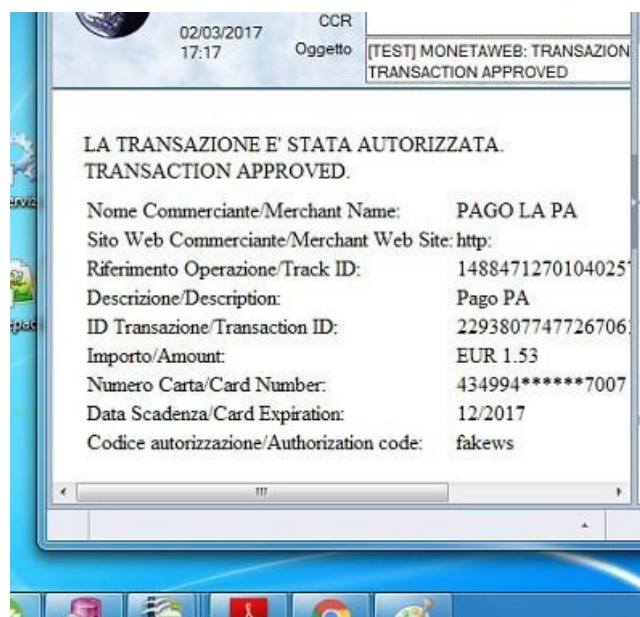 CCR
02/03/2017
17:17
Oggetto
[TEST] MONETAWEB: TRANSAZION
TRANSACTION APPROVED
LA TRANSAZIONE E' STATA AUTORIZZATA.
TRANSACTION APPROVED.
Nome Commerciante/Merchant Name: PAGO LA PA
Sito Web Commerciante/Merchant Web Site: http:
Riferimento Operazione/Track ID: 1488471270104025
Descrizione/Description: Pago PA
ID Transazione/Transaction ID: 2293807747726706
Importo/Amount: EUR 1.53
Numero Carta/Card Number: 434994******7007
Data Scadenza/Card Expiration: 12/2017
Codice autorizzazione/Authorization code: fakews